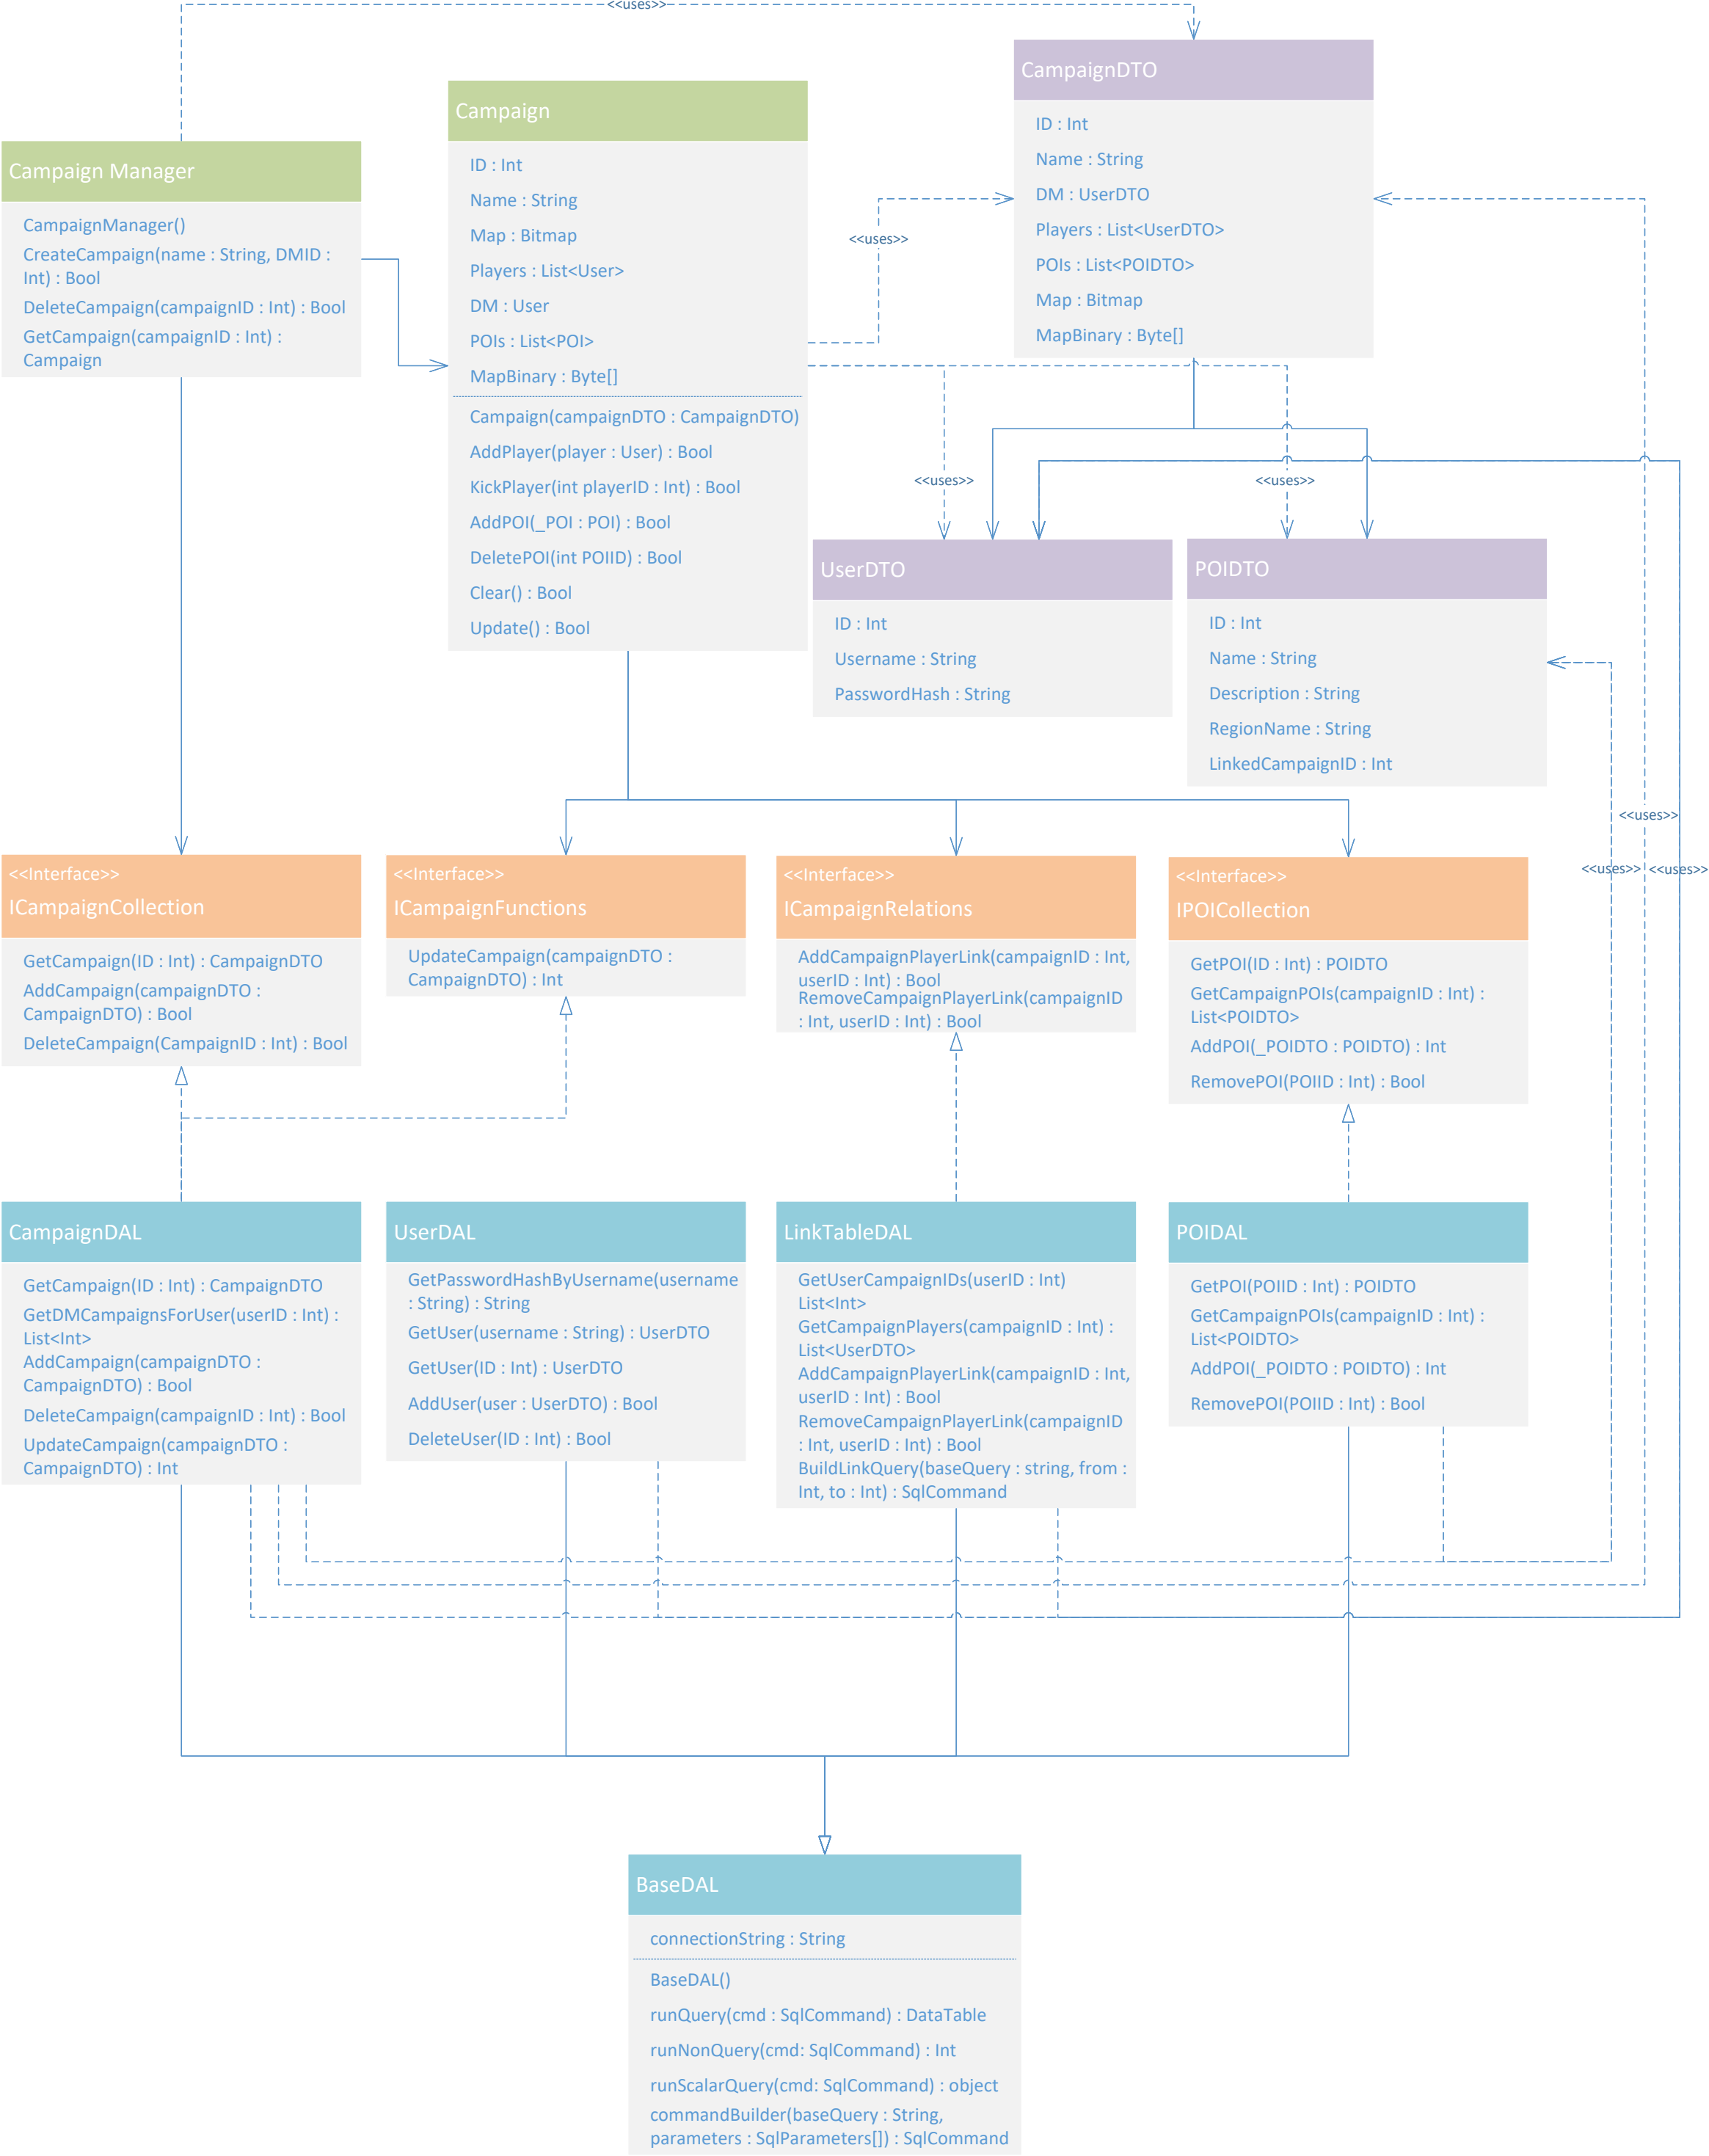 <<uses>>
CampaignDTO
ID : Int
Name : String
DM : UserDTO
Players : List<UserDTO>
POIs : List<POIDTO>
Map : Bitmap
MapBinary : Byte[]
Campaign
ID : Int
Name : String
Map : Bitmap
Players : List<User>
DM : User
POIs : List<POI>
MapBinary : Byte[]
Campaign(campaignDTO : CampaignDTO)
AddPlayer(player : User) : Bool
KickPlayer(int playerID : Int) : Bool
AddPOI(_POI : POI) : Bool
DeletePOI(int POIID) : Bool
Clear() : Bool
Update() : Bool
Campaign Manager
CampaignManager()
CreateCampaign(name : String, DMID :
Int) : Bool
DeleteCampaign(campaignID : Int) : Bool
GetCampaign(campaignID : Int) :
Campaign
<<uses>>
<<uses>>
<<uses>>
UserDTO
ID : Int
Username : String
PasswordHash : String
POIDTO
ID : Int
Name : String
Description : String
RegionName : String
LinkedCampaignID : Int
<<uses>>
<<uses>>
<<uses>>
<<Interface>>
ICampaignCollection
GetCampaign(ID : Int) : CampaignDTO
AddCampaign(campaignDTO :
CampaignDTO) : Bool
DeleteCampaign(CampaignID : Int) : Bool
<<Interface>>
ICampaignFunctions
UpdateCampaign(campaignDTO :
CampaignDTO) : Int
<<Interface>>
ICampaignRelations
AddCampaignPlayerLink(campaignID : Int,
userID : Int) : Bool
RemoveCampaignPlayerLink(campaignID
: Int, userID : Int) : Bool
<<Interface>>
IPOICollection
GetPOI(ID : Int) : POIDTO
GetCampaignPOIs(campaignID : Int) :
List<POIDTO>
AddPOI(_POIDTO : POIDTO) : Int
RemovePOI(POIID : Int) : Bool
CampaignDAL
GetCampaign(ID : Int) : CampaignDTO
GetDMCampaignsForUser(userID : Int) :
List<Int>
AddCampaign(campaignDTO :
CampaignDTO) : Bool
DeleteCampaign(campaignID : Int) : Bool
UpdateCampaign(campaignDTO :
CampaignDTO) : Int
UserDAL
GetPasswordHashByUsername(username
: String) : String
GetUser(username : String) : UserDTO
GetUser(ID : Int) : UserDTO
AddUser(user : UserDTO) : Bool
DeleteUser(ID : Int) : Bool
LinkTableDAL
GetUserCampaignIDs(userID : Int)
List<Int>
GetCampaignPlayers(campaignID : Int) :
List<UserDTO>
AddCampaignPlayerLink(campaignID : Int,
userID : Int) : Bool
RemoveCampaignPlayerLink(campaignID
: Int, userID : Int) : Bool
BuildLinkQuery(baseQuery : string, from :
Int, to : Int) : SqlCommand
POIDAL
GetPOI(POIID : Int) : POIDTO
GetCampaignPOIs(campaignID : Int) :
List<POIDTO>
AddPOI(_POIDTO : POIDTO) : Int
RemovePOI(POIID : Int) : Bool
BaseDAL
connectionString : String
BaseDAL()
runQuery(cmd : SqlCommand) : DataTable
runNonQuery(cmd: SqlCommand) : Int
runScalarQuery(cmd: SqlCommand) : object
commandBuilder(baseQuery : String,
parameters : SqlParameters[]) : SqlCommand